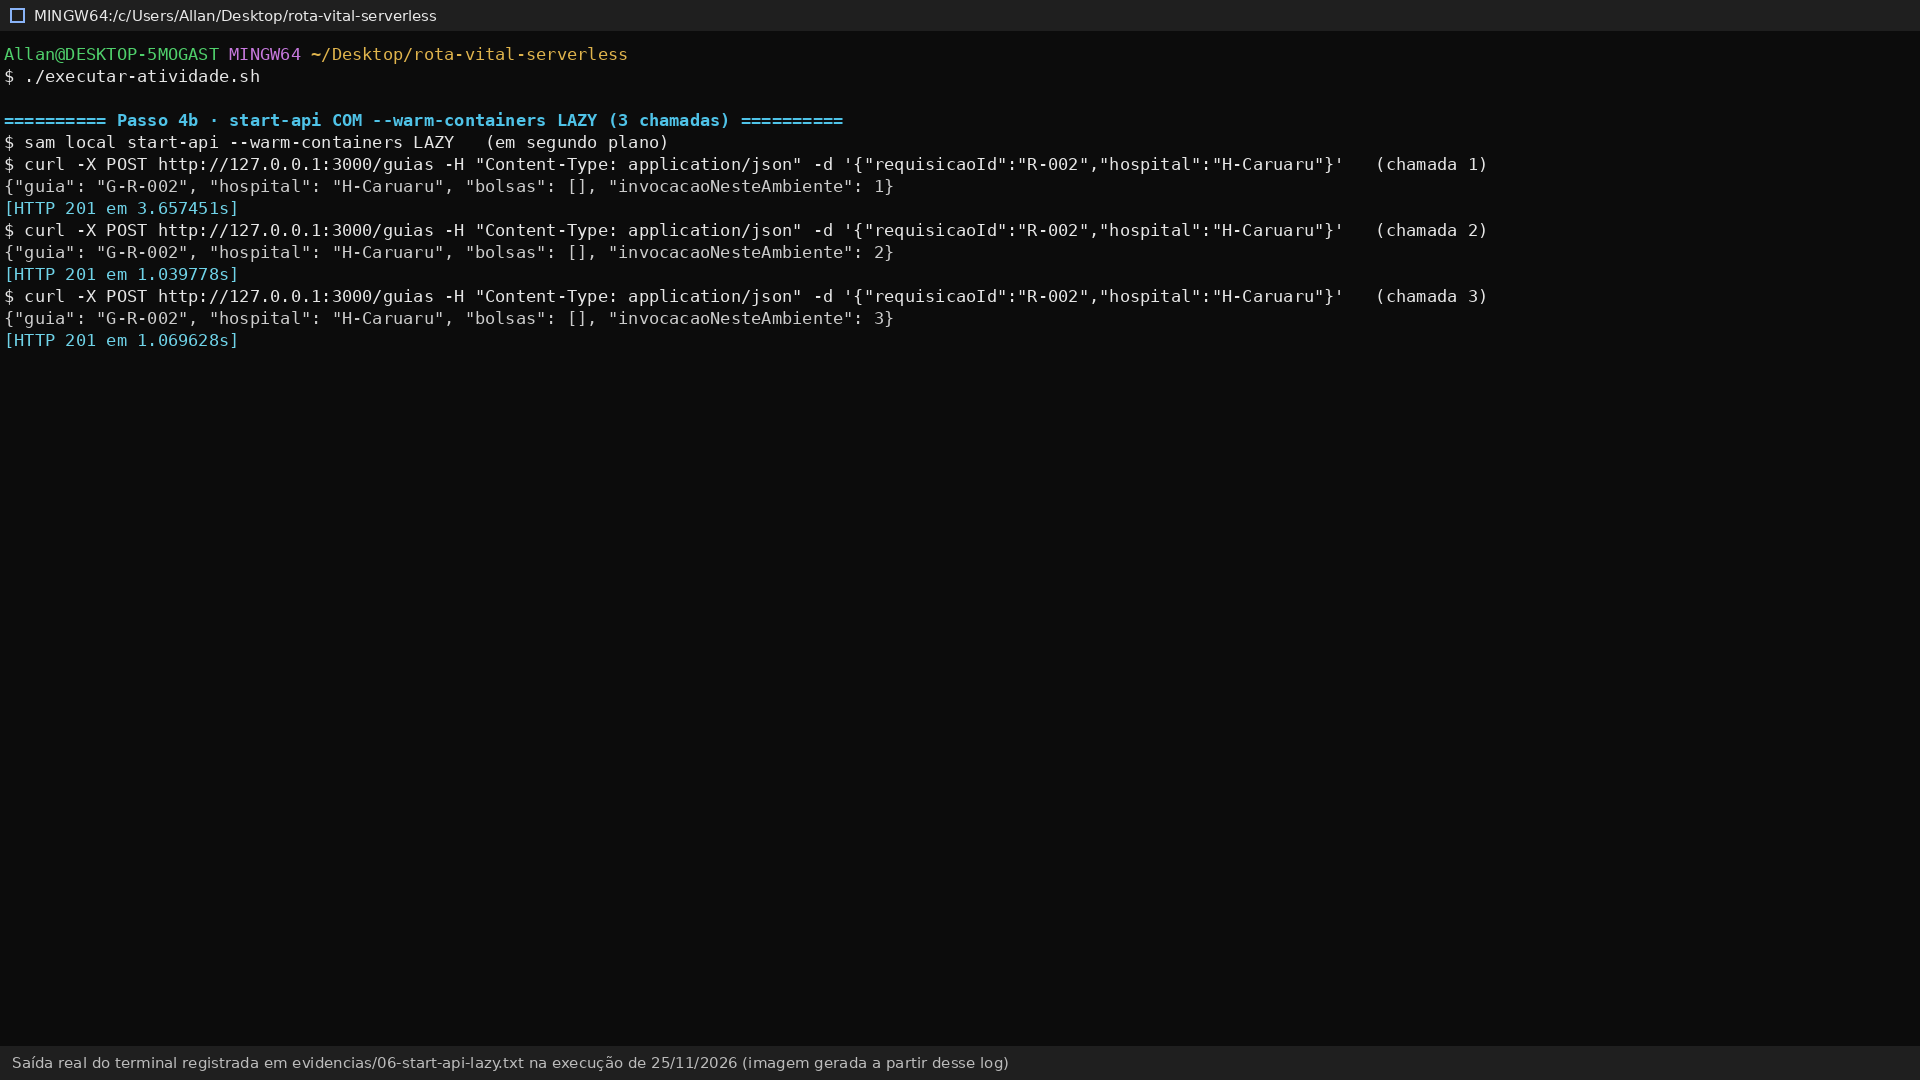 MINGW64:/c/Users/Allan/Desktop/rota-vital-serverless
Allan@DESKTOP-5MOGAST MINGW64 ~/Desktop/rota-vital-serverless
$ ./executar-atividade.sh
========== Passo 4b · start-api COM --warm-containers LAZY (3 chamadas) ==========
$ sam local start-api --warm-containers LAZY   (em segundo plano)
$ curl -X POST http://127.0.0.1:3000/guias -H "Content-Type: application/json" -d '{"requisicaoId":"R-002","hospital":"H-Caruaru"}'   (chamada 1)
{"guia": "G-R-002", "hospital": "H-Caruaru", "bolsas": [], "invocacaoNesteAmbiente": 1}
[HTTP 201 em 3.657451s]
$ curl -X POST http://127.0.0.1:3000/guias -H "Content-Type: application/json" -d '{"requisicaoId":"R-002","hospital":"H-Caruaru"}'   (chamada 2)
{"guia": "G-R-002", "hospital": "H-Caruaru", "bolsas": [], "invocacaoNesteAmbiente": 2}
[HTTP 201 em 1.039778s]
$ curl -X POST http://127.0.0.1:3000/guias -H "Content-Type: application/json" -d '{"requisicaoId":"R-002","hospital":"H-Caruaru"}'   (chamada 3)
{"guia": "G-R-002", "hospital": "H-Caruaru", "bolsas": [], "invocacaoNesteAmbiente": 3}
[HTTP 201 em 1.069628s]
Saída real do terminal registrada em evidencias/06-start-api-lazy.txt na execução de 25/11/2026 (imagem gerada a partir desse log)